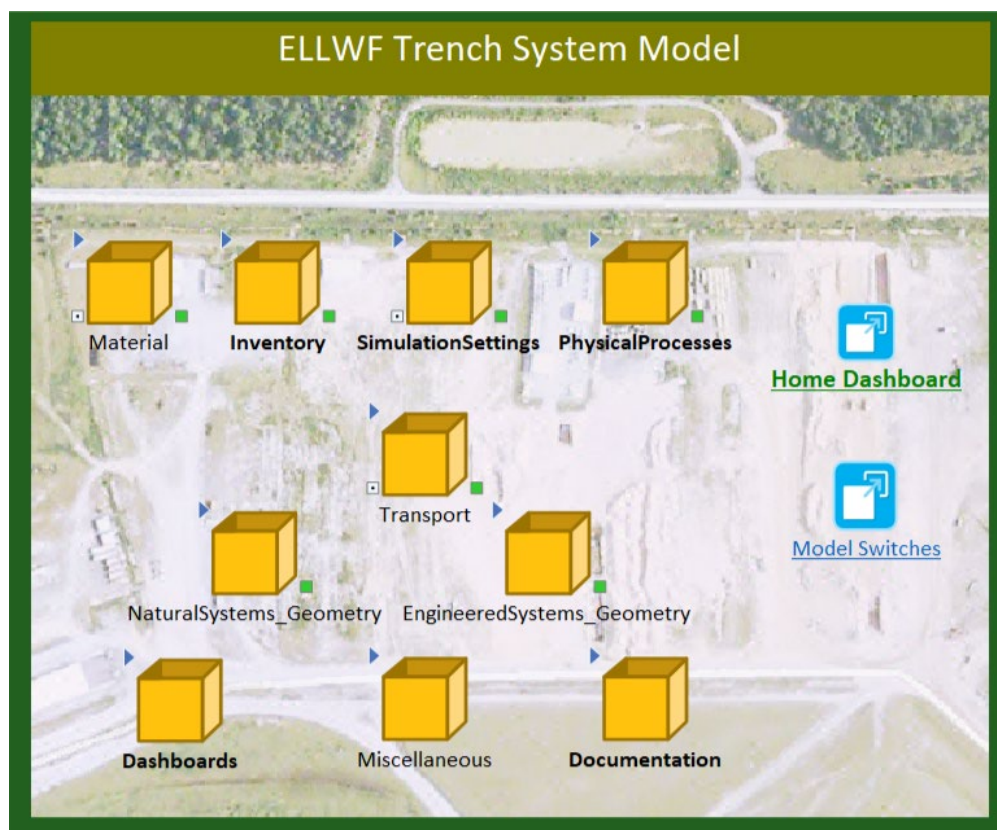 ELLWF Trench System Model
Material
Inventory
SimulationSettings
PhysicalProcesses
Home Dashboard
Transport
Model Switches
NaturalSystems_Geometry
EngineeredSystems_Geometry
Dashboards
Miscellaneous
Documentation